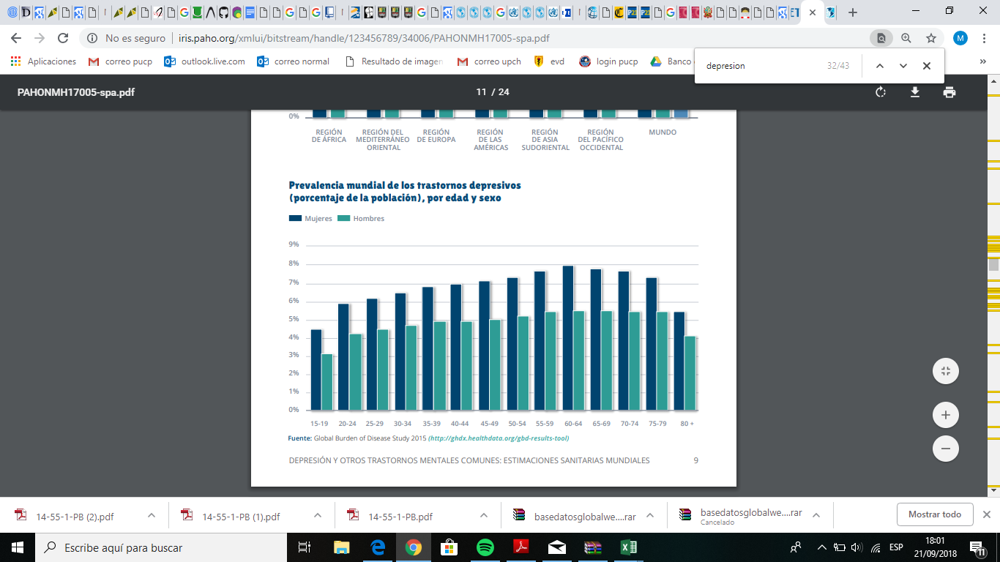 No es seguro
iris.paho.org/xmlui/bitstream/handle/123456789/34006/PAHONMH17005-spa.pdf
M
Aplicaciones
correo pucp
outlook.live.com
correo normal
Resultado de imagen
correo upch
evd
login pucp
Banco
»
depresion
32/43
PAHONMH17005-spa.pdf
11 / 24
0%
REGIÓN DE ÁFRICA
REGIÓN DEL MEDITERRÁNEO ORIENTAL
REGIÓN DE EUROPA
REGIÓN DE LAS AMÉRICAS
REGIÓN DE ASIA SUDORIENTAL
REGIÓN DEL PACÍFICO OCCIDENTAL
MUNDO
Prevalencia mundial de los trastornos depresivos
(porcentaje de la población), por edad y sexo
Mujeres Hombres
9%
8%
7%
6%
5%
4%
3%
2%
1%
0%
15-19 20-24 25-29 30-34 35-39 40-44 45-49 50-54 55-59 60-64 65-69 70-74 75-79 80 +
Fuente: Global Burden of Disease Study 2015 (http://ghdx.healthdata.org/gbd-results-tool)
DEPRESIÓN Y OTROS TRASTORNOS MENTALES COMUNES: ESTIMACIONES SANITARIAS MUNDIALES 9
14-55-1-PB (2).pdf
14-55-1-PB (1).pdf
14-55-1-PB.pdf
basedatosglobalwe....rar
basedatosglobalwe....rar
Cancelado
Mostrar todo
Escribe aquí para buscar
ESP
18:01
21/09/2018
11